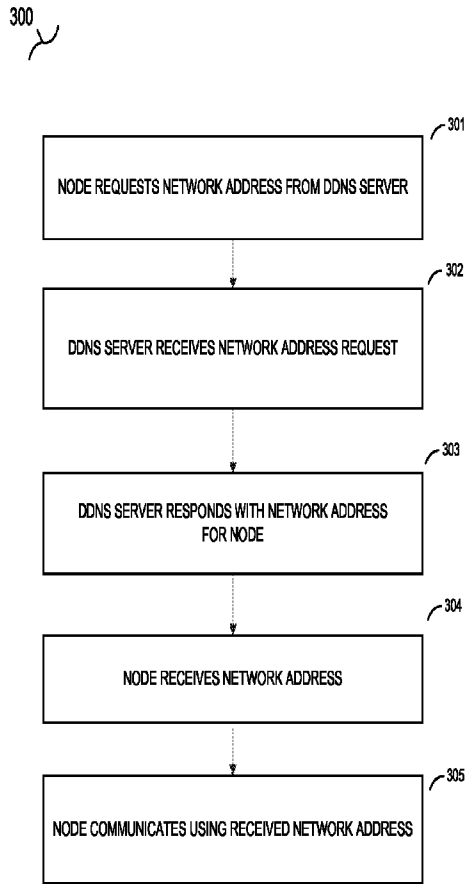 300
301
NODE REQUESTS NETWORK ADDRESS FROM DDNS SERVER
302
DDNS SERVER RECEIVES NETWORK ADDRESS REQUEST
303
DDNS SERVER RESPONDS WITH NETWORK ADDRESS
FOR NODE
304
NODE RECEIVES NETWORK ADDRESS
305
NODE COMMUNICATES USING RECEIVED NETWORK ADDRESS